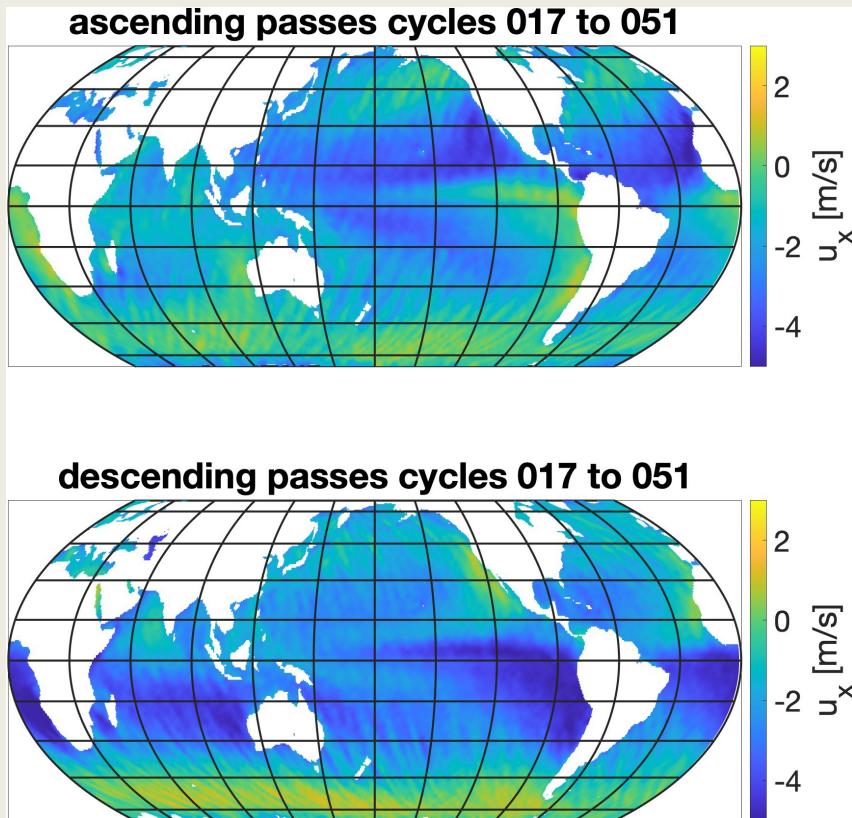 ascending passes cycles 017 to 051
2
0
-2
-4
u_x [m/s]
descending passes cycles 017 to 051
2
0
-2
-4
u_x [m/s]